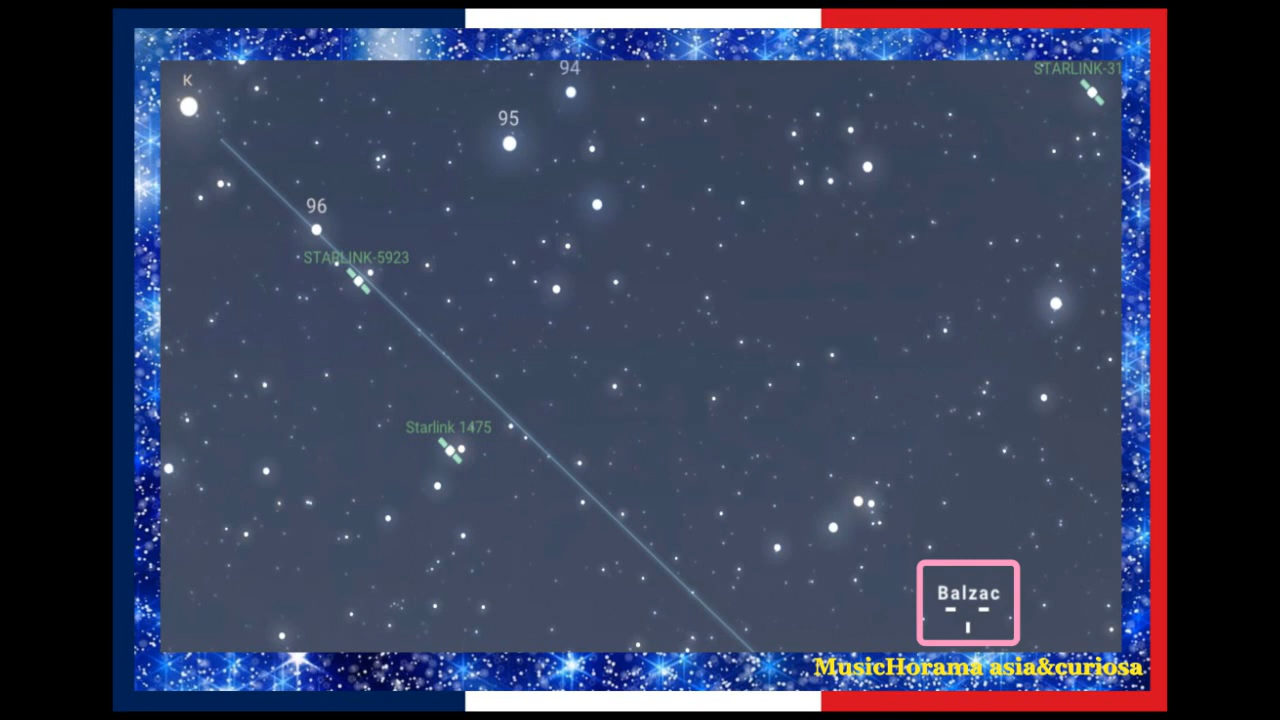 94
STARLINK-31
K
95
96
STARLINK-5923
Starlink 1475
Balzac
MusicHorama asia&curiosa